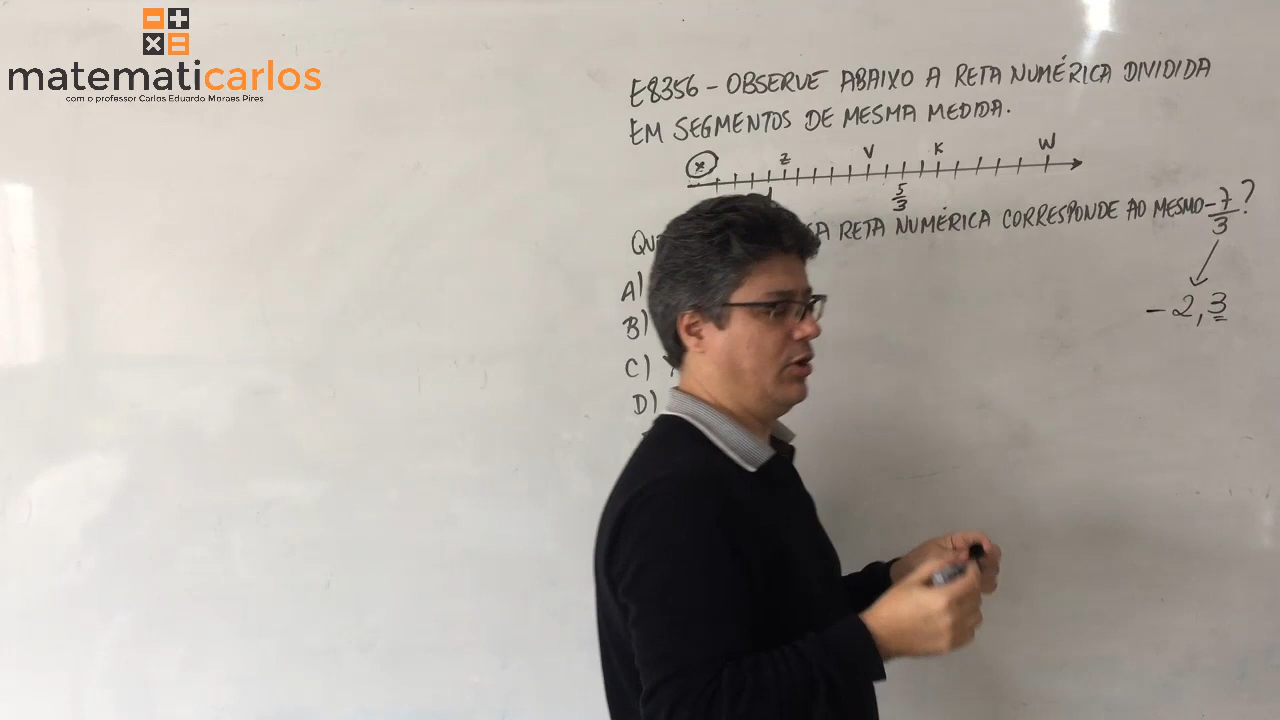 matematicarlos
com o professor Carlos Eduardo Moraes Pires
E8356 - OBSERVE ABAIXO A RETA NUMÉRICA DIVIDIDA
EM SEGMENTOS DE MESMA MEDIDA.
X Z V K W
5/3
RETA NUMÉRICA CORRESPONDE AO MESMO -7/3?
A)
B)
C)
D)
-2,3